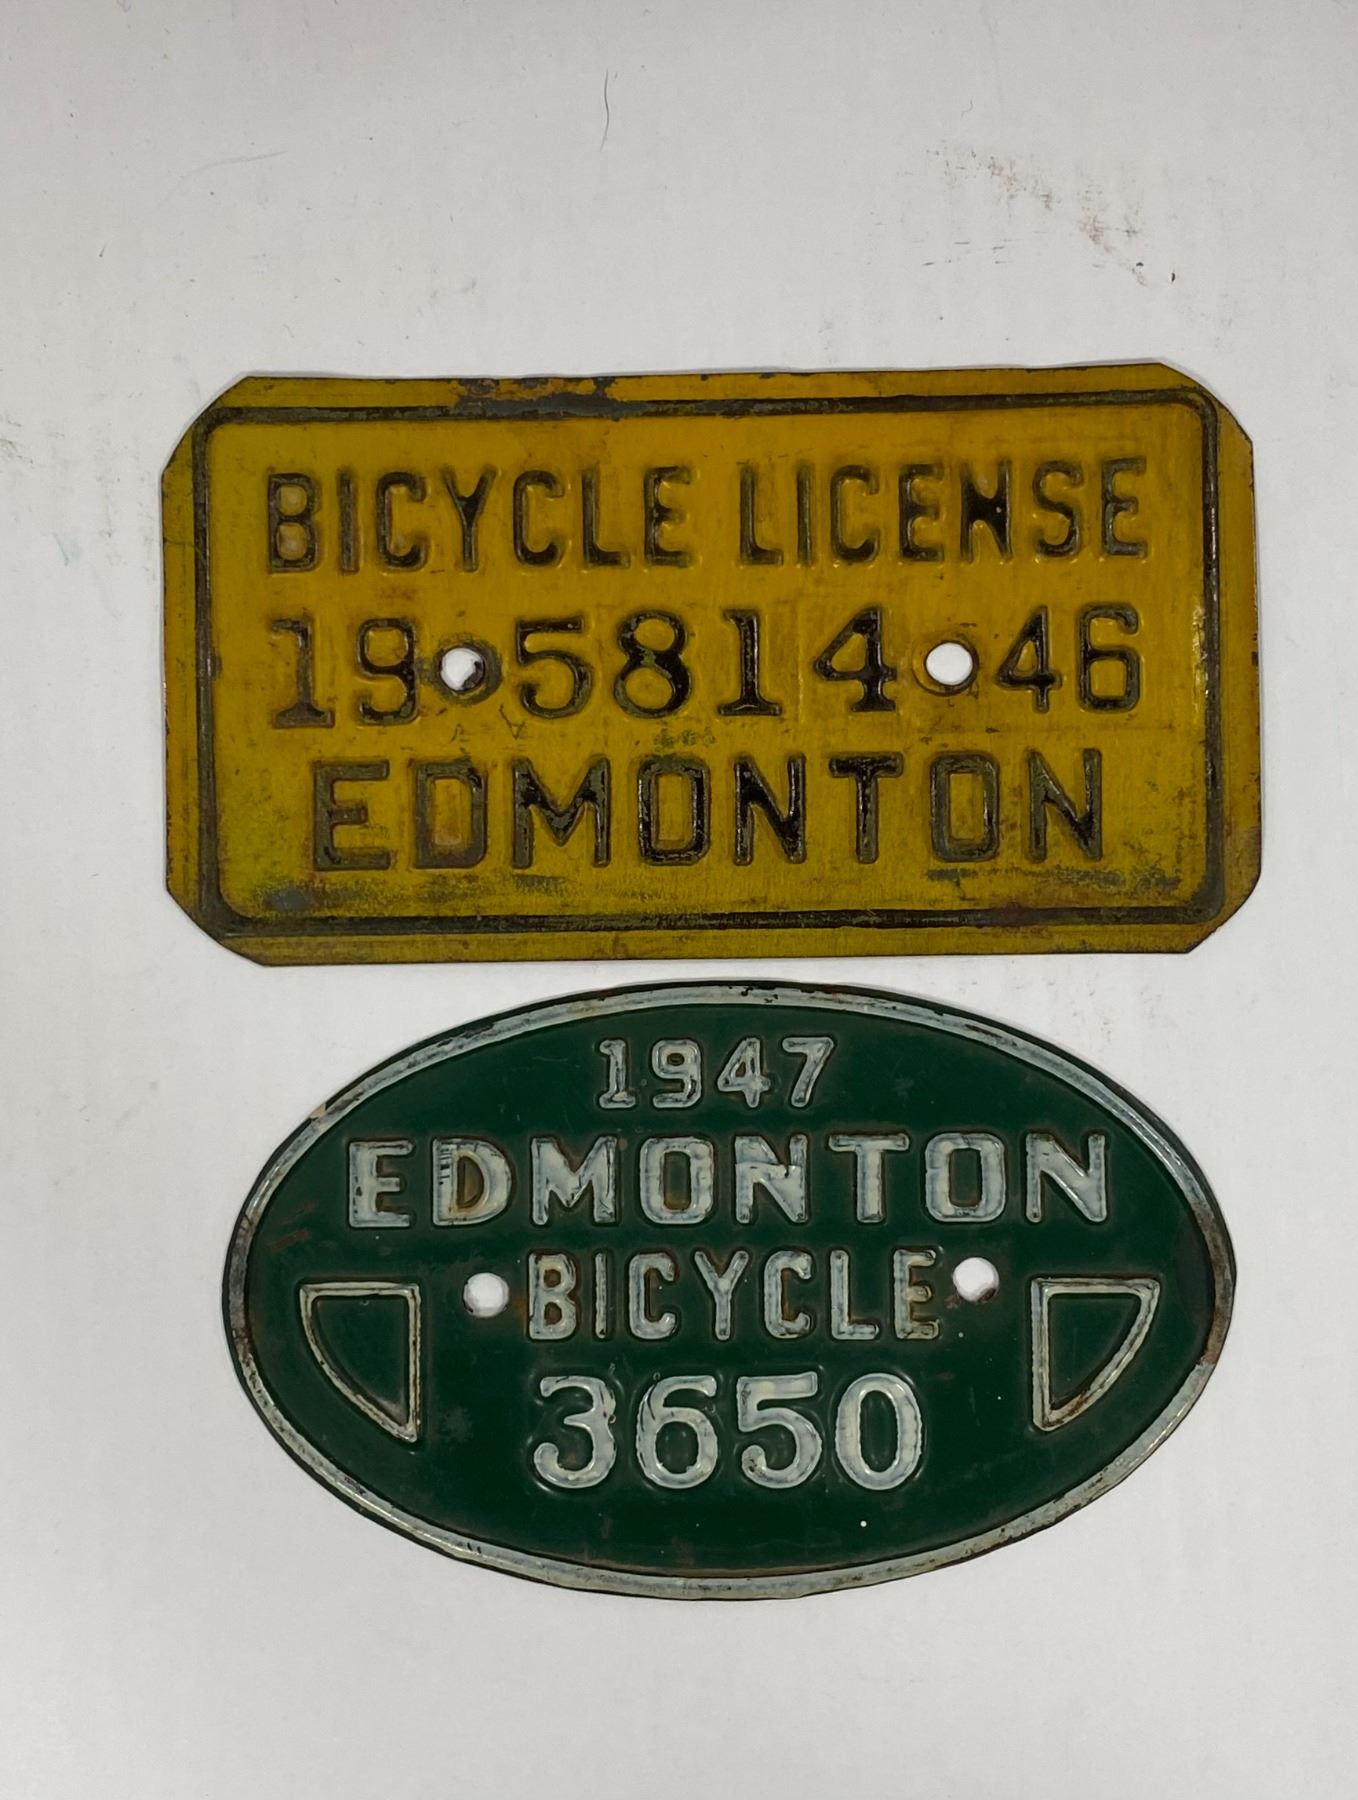 BICYCLE LICENSE
19 5814 46
EDMONTON
1947
EDMONTON
BICYCLE
3650